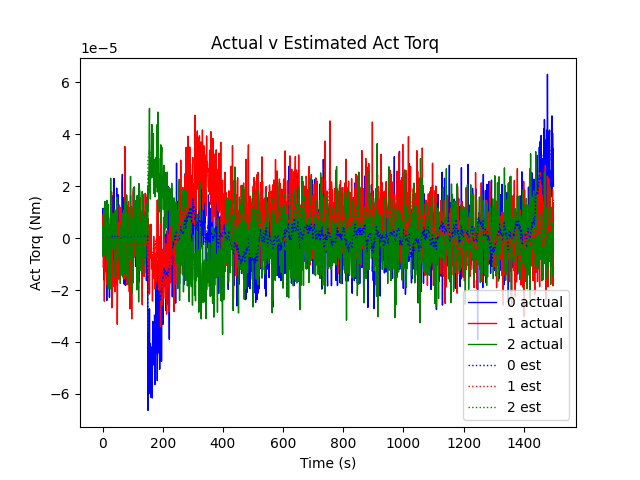 Actual v Estimated Act Torq
1e−5
6
4
2
0
−2
−4
−6
Act Torq (Nm)
0 actual
1 actual
2 actual
0 est
1 est
2 est
0 200 400 600 800 1000 1200 1400
Time (s)